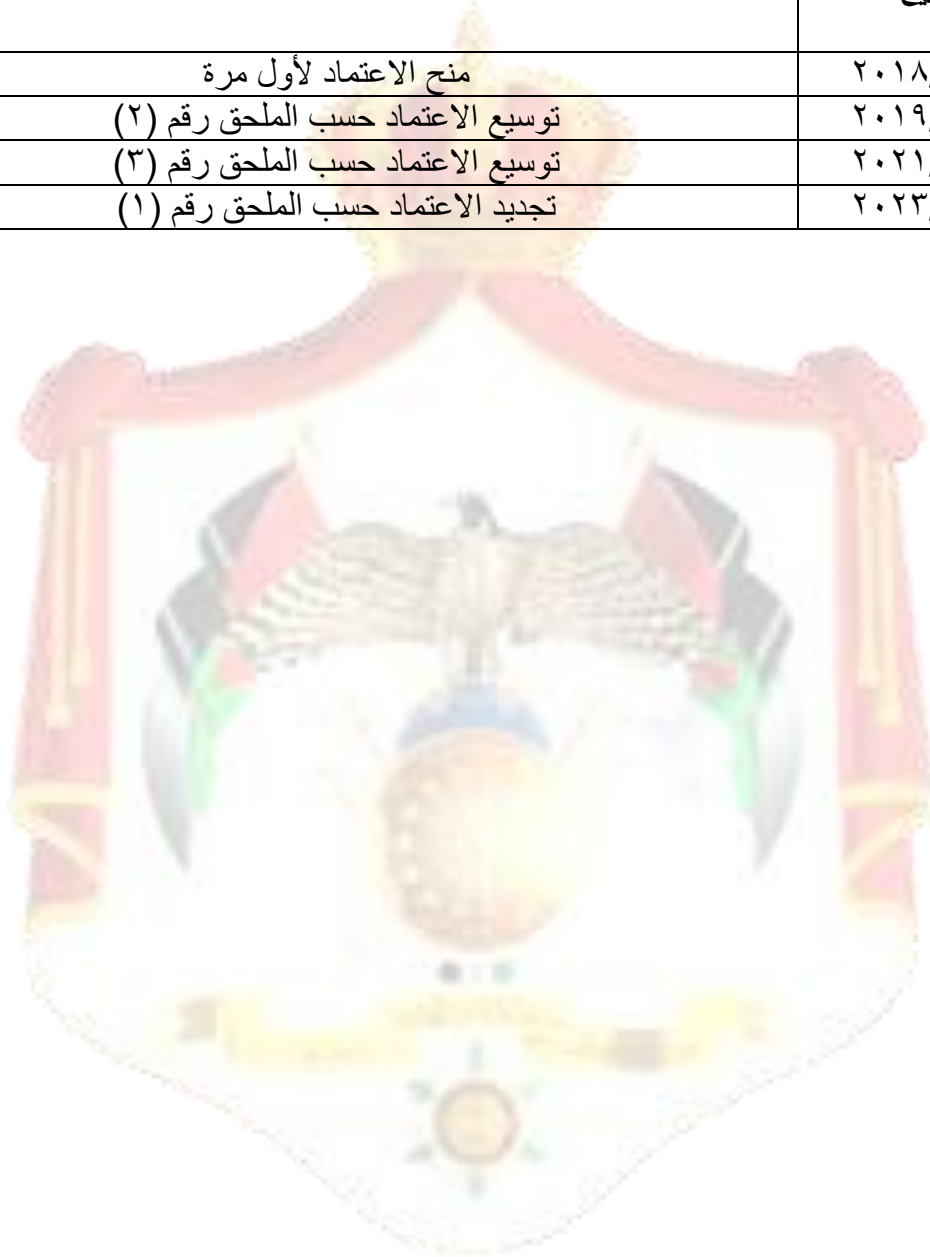 ٢٠١٨ منح الاعتماد لأول مرة
٢٠١٩ توسيع الاعتماد حسب الملحق رقم (٢)
٢٠٢١ توسيع الاعتماد حسب الملحق رقم (٣)
٢٠٢٣ تجديد الاعتماد حسب الملحق رقم (١)